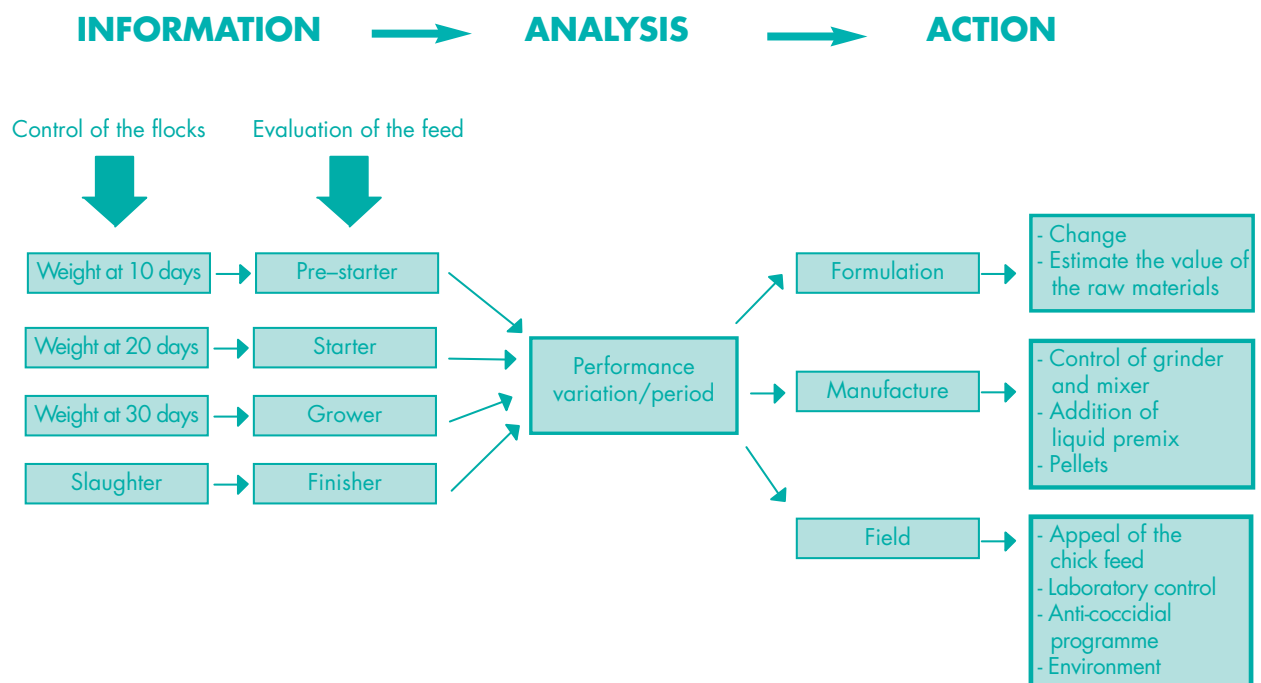 INFORMATION
ANALYSIS
ACTION
Control of the flocks
Evaluation of the feed
Weight at 10 days
Pre–starter
Weight at 20 days
Starter
Weight at 30 days
Grower
Slaughter
Finisher
Performance
variation/period
Formulation
- Change
- Estimate the value of
the raw materials
Manufacture
- Control of grinder
and mixer
- Addition of
liquid premix
- Pellets
Field
- Appeal of the
chick feed
- Laboratory control
- Anti-coccidial
programme
- Environment